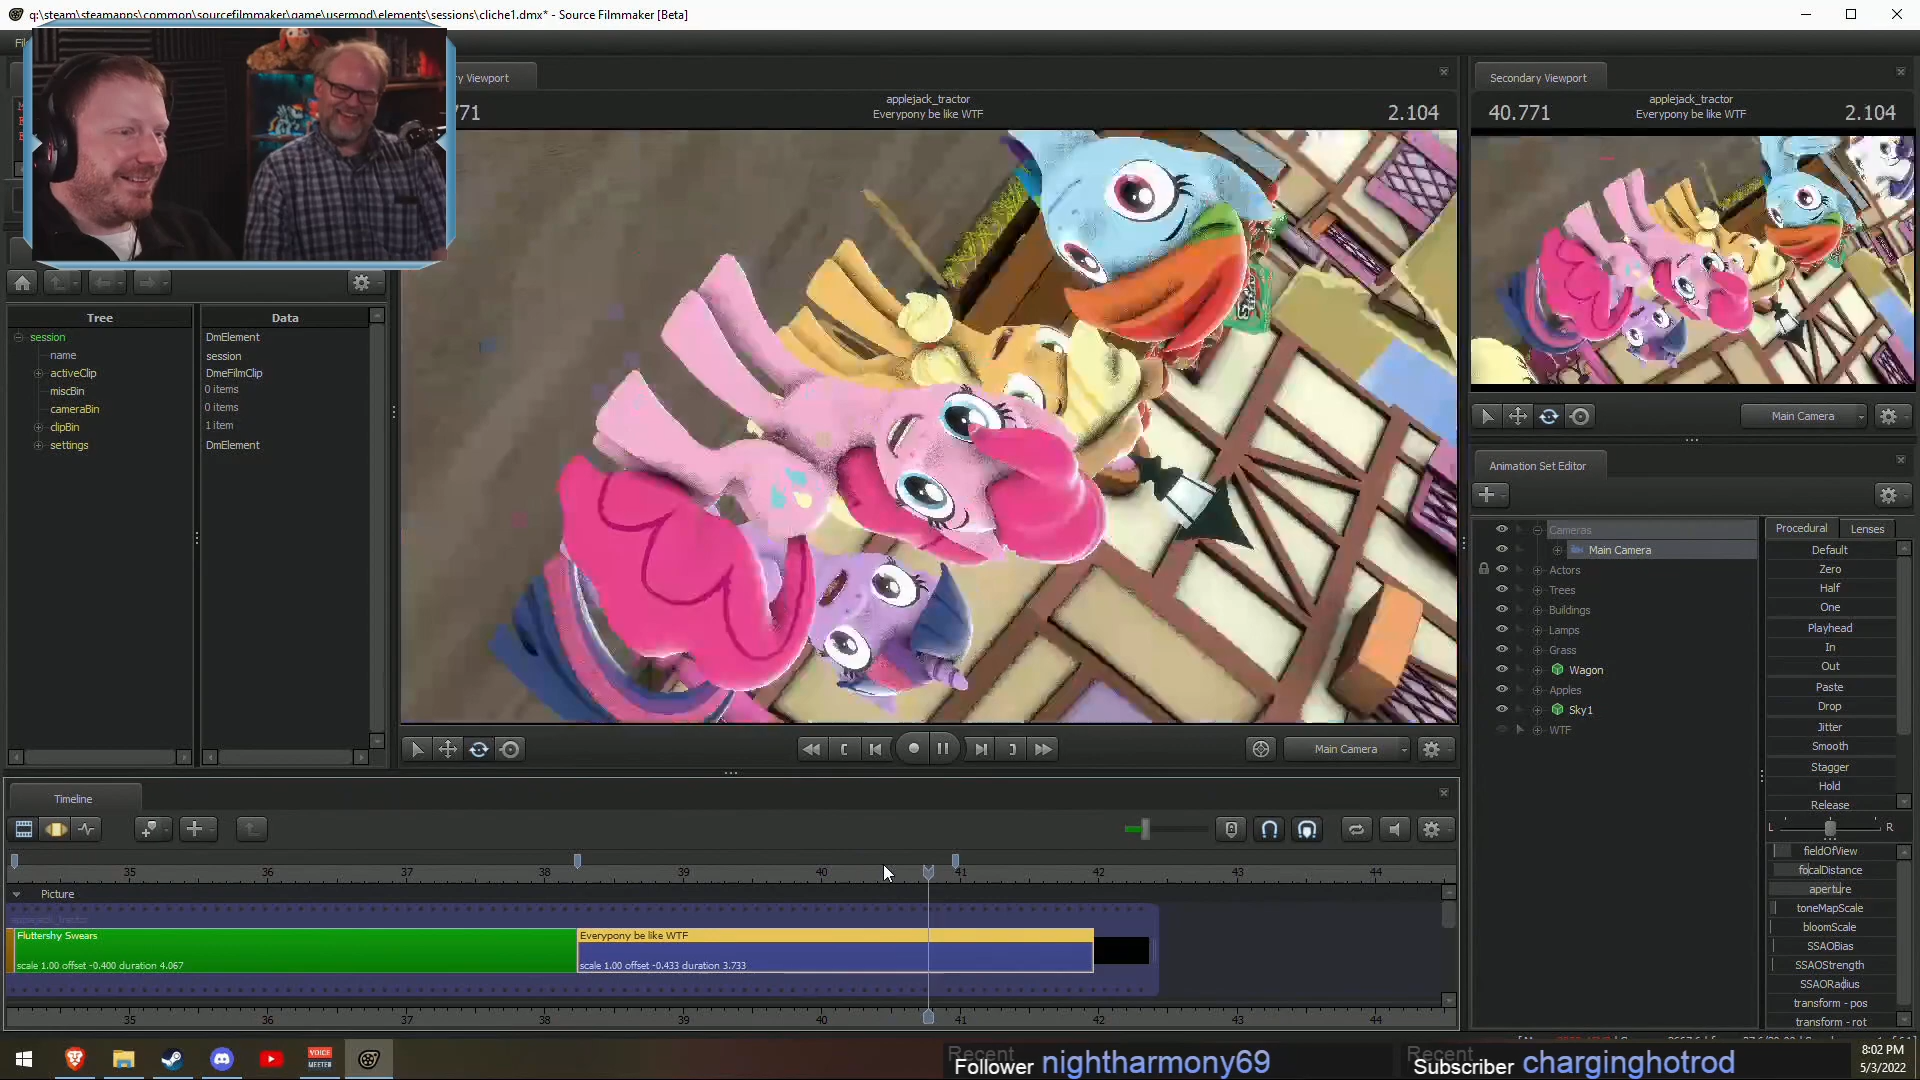 q:\steam\steamapps\common\sourcefilmmaker\game\usermod\elements\sessions\cliche1.dmx* - Source Filmmaker [Beta]
Viewport
applejack_tractor
Everypony be like WTF
771
2.104
Secondary Viewport
applejack_tractor
Everypony be like WTF
40.771
2.104
Tree
Data
session
DmElement
name
session
activeClip
DmeFilmClip
miscBin
0 items
cameraBin
0 items
clipBin
1 item
settings
DmElement
Main Camera
Main Camera
Animation Set Editor
Cameras
Main Camera
Actors
Trees
Buildings
Lamps
Grass
Wagon
Apples
Sky1
WTF
Procedural
Lenses
Default
Zero
Half
One
Playhead
In
Out
Paste
Drop
Jitter
Smooth
Stagger
Hold
Release
L
R
fieldOfView
focalDistance
aperture
toneMapScale
bloomScale
SSAOBias
SSAOStrength
SSAORadius
transform - pos
transform - rot
Timeline
35 36 37 38 39 40 41 42 43 44
Picture
applejack_tractor
Fluttershy Swears
scale 1.00 offset -0.400 duration 4.067
Everypony be like WTF
scale 1.00 offset -0.433 duration 3.733
35 36 37 38 39 40 41 42 43 44
VOICE
MEETER
Recent
Follower nightharmony69
Recent
Subscriber charginghotrod
8:02 PM
5/3/2022